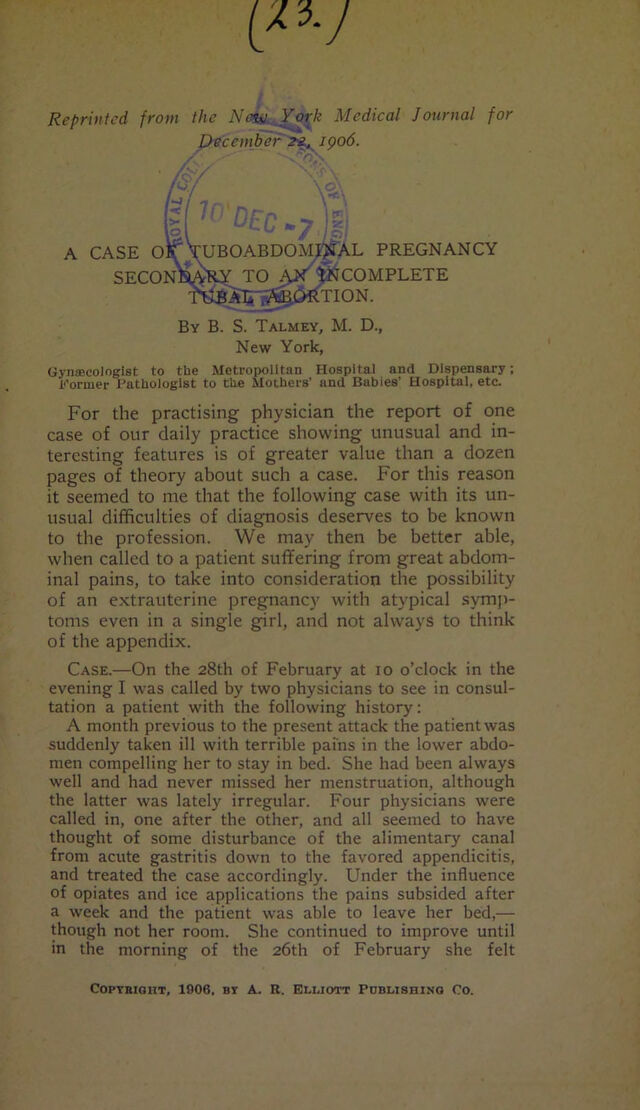 (23.)
Reprinted from the New York Medical Journal for
December 22, 1906.
ROYAL COLL
ONS OF ENG
10 DEC -7
A CASE OF TUBOABDOMINAL PREGNANCY
SECONDARY TO AN INCOMPLETE
TUBAL ABORTION.
By B. S. Talmey, M. D.,
New York,
Gynæcologist to the Metropolitan Hospital and Dispensary;
Former Pathologist to the Mothers' and Babies' Hospital, etc.
For the practising physician the report of one
case of our daily practice showing unusual and in-
teresting features is of greater value than a dozen
pages of theory about such a case. For this reason
it seemed to me that the following case with its un-
usual difficulties of diagnosis deserves to be known
to the profession. We may then be better able,
when called to a patient suffering from great abdom-
inal pains, to take into consideration the possibility
of an extrauterine pregnancy with atypical symp-
toms even in a single girl, and not always to think
of the appendix.
Case.—On the 28th of February at 10 o'clock in the
evening I was called by two physicians to see in consul-
tation a patient with the following history:
A month previous to the present attack the patient was
suddenly taken ill with terrible pains in the lower abdo-
men compelling her to stay in bed. She had been always
well and had never missed her menstruation, although
the latter was lately irregular. Four physicians were
called in, one after the other, and all seemed to have
thought of some disturbance of the alimentary canal
from acute gastritis down to the favored appendicitis,
and treated the case accordingly. Under the influence
of opiates and ice applications the pains subsided after
a week and the patient was able to leave her bed,—
though not her room. She continued to improve until
in the morning of the 26th of February she felt
Copyright, 1906, by A. R. Elliott Publishing Co.